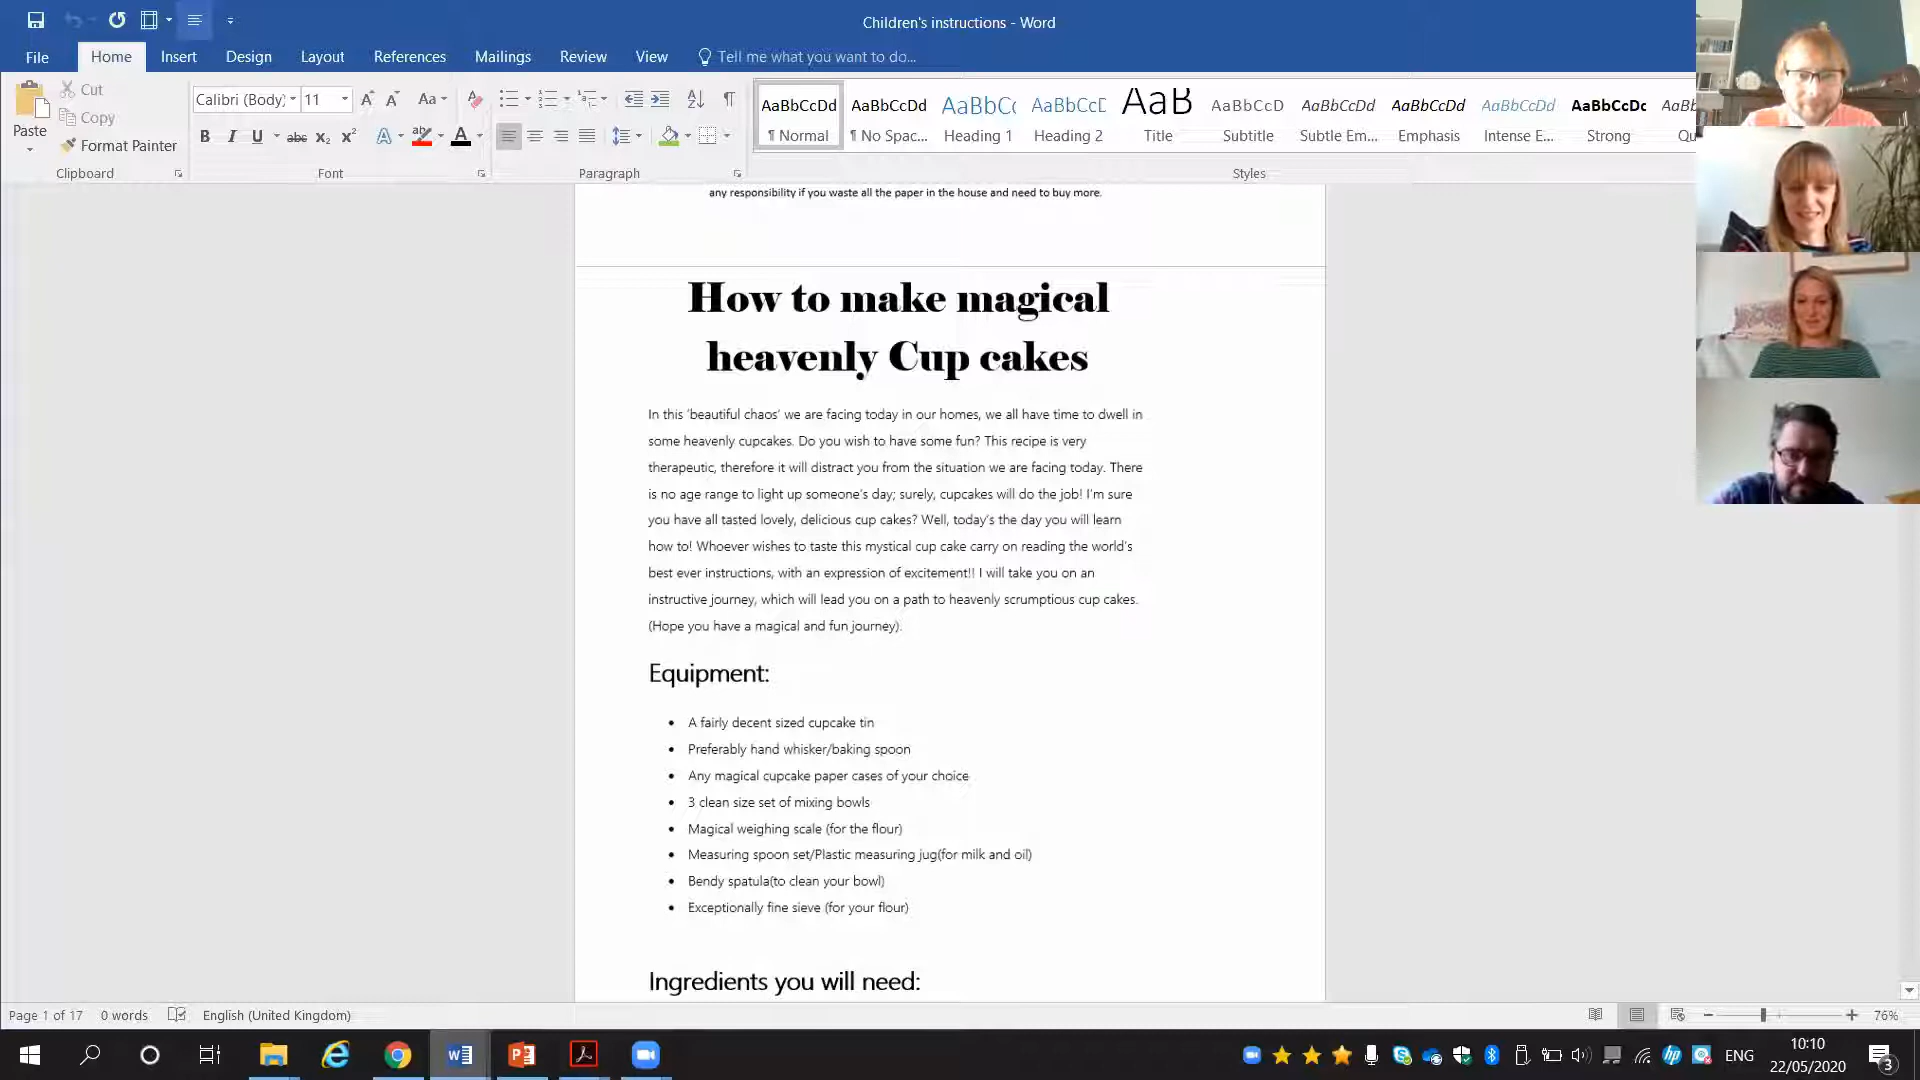 Children's instructions - Word
File
Home
Insert
Design
Layout
References
Mailings
Review
View
Tell me what you want to do...
Paste
Cut
Copy
Format Painter
Clipboard
Calibri (Body)
11
Font
Paragraph
AaBbCcDd
¶ Normal
AaBbCcDd
¶ No Spac...
AaBbCc
Heading 1
AaBbCcE
Heading 2
AaB
Title
AaBbCcD
Subtitle
AaBbCcDd
Subtle Em...
AaBbCcDd
Emphasis
AaBbCcDd
Intense E...
AaBbCcDc
Strong
AaBb
Qu
Styles
any responsibility if you waste all the paper in the house and need to buy more.
How to make magical
heavenly Cup cakes
In this 'beautiful chaos' we are facing today in our homes, we all have time to dwell in
some heavenly cupcakes. Do you wish to have some fun? This recipe is very
therapeutic, therefore it will distract you from the situation we are facing today. There
is no age range to light up someone's day; surely, cupcakes will do the job! I'm sure
you have all tasted lovely, delicious cup cakes? Well, today's the day you will learn
how to! Whoever wishes to taste this mystical cup cake carry on reading the world's
best ever instructions, with an expression of excitement!! I will take you on an
instructive journey, which will lead you on a path to heavenly scrumptious cup cakes.
(Hope you have a magical and fun journey).
Equipment:
• A fairly decent sized cupcake tin
• Preferably hand whisker/baking spoon
• Any magical cupcake paper cases of your choice
• 3 clean size set of mixing bowls
• Magical weighing scale (for the flour)
• Measuring spoon set/Plastic measuring jug(for milk and oil)
• Bendy spatula(to clean your bowl)
• Exceptionally fine sieve (for your flour)
Ingredients you will need:
Page 1 of 17
0 words
English (United Kingdom)
76%
ENG
10:10
22/05/2020
3